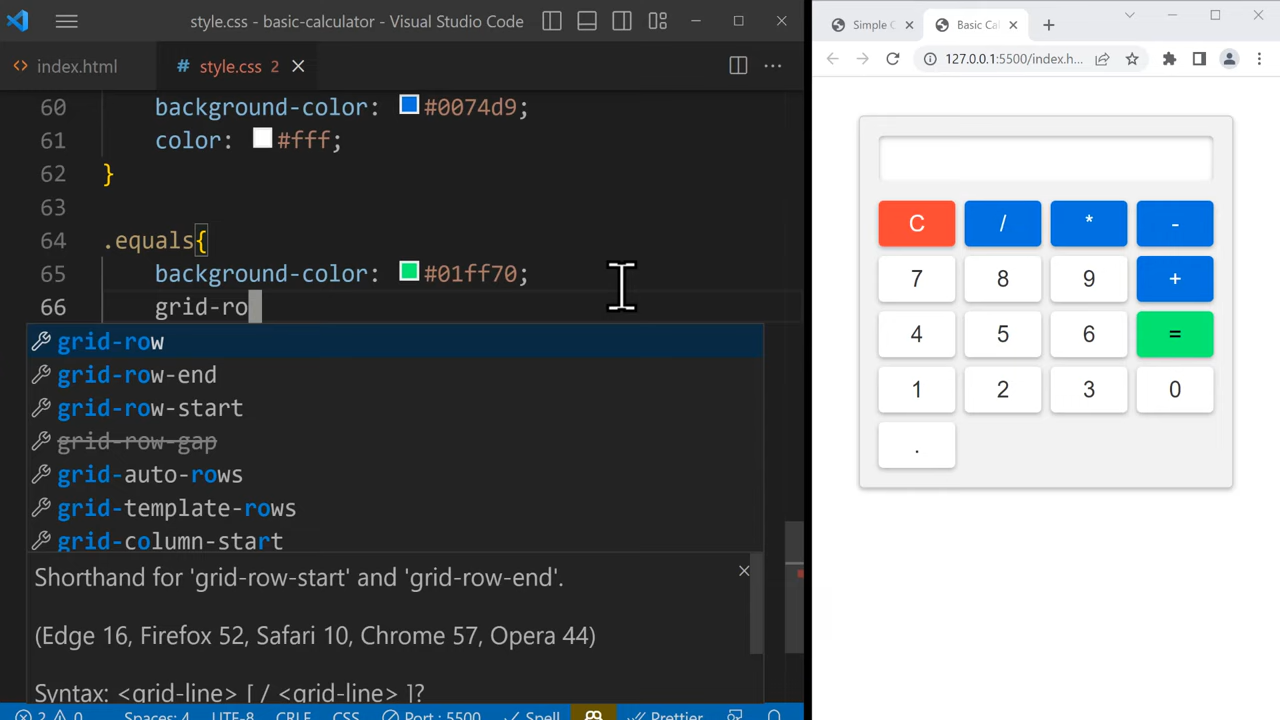 style.css - basic-calculator - Visual Studio Code
index.html
# style.css 2
60 background-color: #0074d9;
61 color: #fff;
62 }
63
64 .equals{
65 background-color: #01ff70;
66 grid-ro
grid-row
grid-row-end
grid-row-start
grid-row-gap
grid-auto-rows
grid-template-rows
grid-column-start
Shorthand for 'grid-row-start' and 'grid-row-end'.
(Edge 16, Firefox 52, Safari 10, Chrome 57, Opera 44)
Syntax: <grid-line> [ / <grid-line> ]?
2 0 Spaces: 4 UTF-8 CRLF CSS Port : 5500 Spell Prettier
Simple
Basic Cal
127.0.0.1:5500/index.h...
C / * -
7 8 9 +
4 5 6 =
1 2 3 0
.